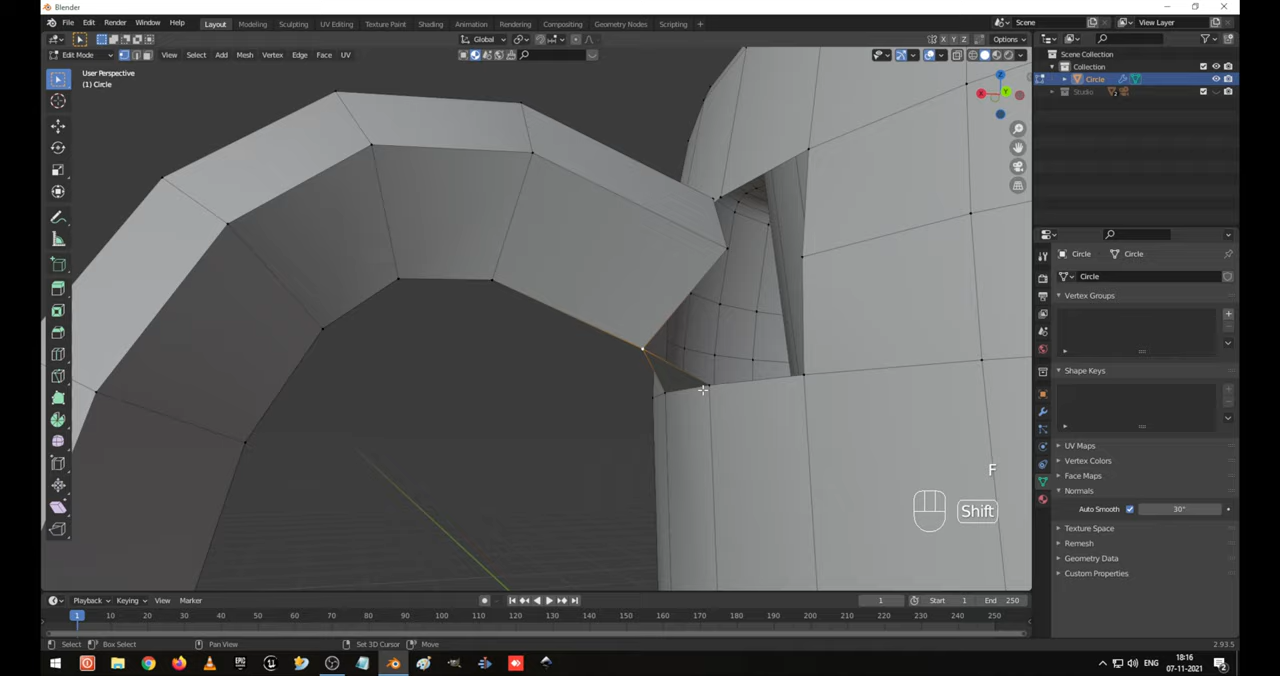 Blender
File Edit Render Window Help Layout Modeling Sculpting UV Editing Texture Paint Shading Animation Rendering Compositing Geometry Nodes Scripting + Scene View Layer
Global X Y Z Options
Edit Mode View Select Add Mesh Vertex Edge Face UV
User Perspective
(1) Circle
Z
X Y
Scene Collection
Collection
Circle
Studio
Circle Circle
Circle
Vertex Groups
Shape Keys
UV Maps
Vertex Colors
Face Maps
Normals
Auto Smooth 30°
Texture Space
Remesh
Geometry Data
Custom Properties
F
Shift
Playback Keying View Marker 1 Start 1 End 250
1 10 20 30 40 50 60 70 80 90 100 110 120 130 140 150 160 170 180 190 200 210 220 230 240 250
Select Box Select Pan View Set 3D Cursor Move 2.93.5
ENG 18:16
07-11-2021 2